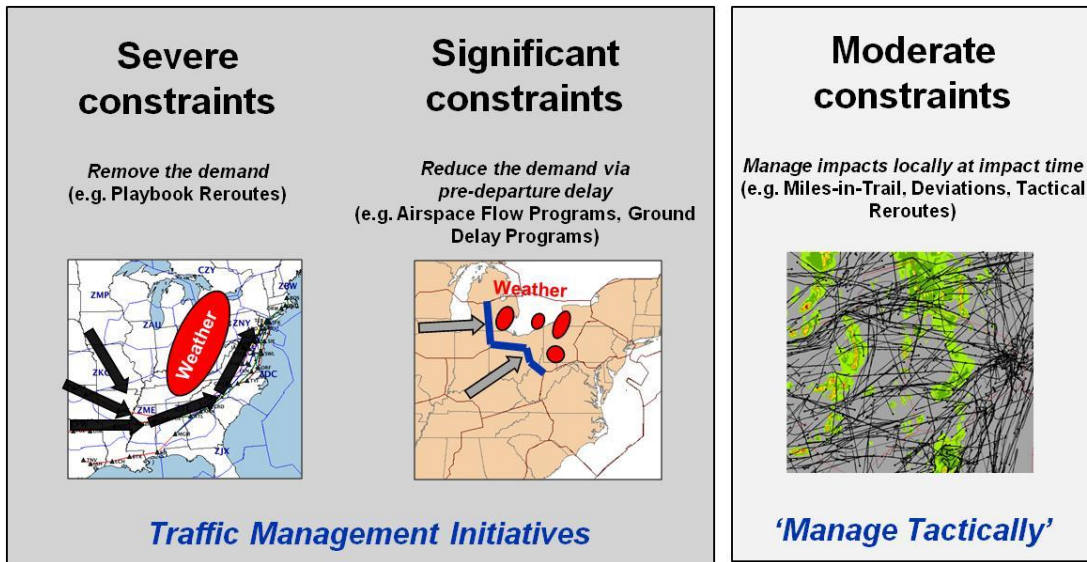 Severe
constraints
Remove the demand
(e.g. Playbook Reroutes)
CZY
ZMP
ZBW
ZAU
ZNY
Weather
ZKC
ZDC
ZME
ZJX
Significant
constraints
Reduce the demand via
pre-departure delay
(e.g. Airspace Flow Programs, Ground
Delay Programs)
Weather
Traffic Management Initiatives
Moderate
constraints
Manage impacts locally at impact time
(e.g. Miles-in-Trail, Deviations, Tactical
Reroutes)
‘Manage Tactically’